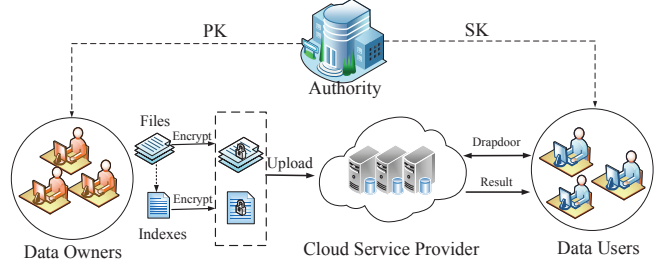 PK
SK
Authority
Files
Encrypt
Upload
Drapdoor
Encrypt
Result
Indexes
Data Owners
Cloud Service Provider
Data Users